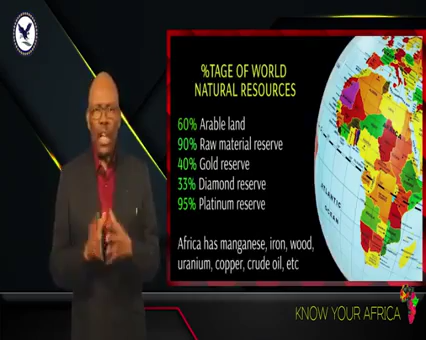 %TAGE OF WORLD
NATURAL RESOURCES
60% Arable land
90% Raw material reserve
40% Gold reserve
33% Diamond reserve
95% Platinum reserve
Africa has manganese, iron, wood,
uranium, copper, crude oil, etc
ATLANTIC
OCEAN
KNOW YOUR AFRICA